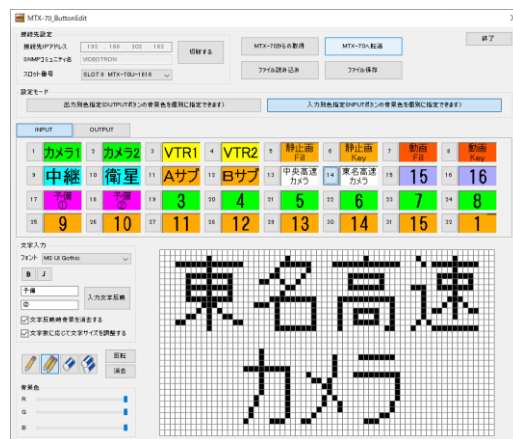 MTX-70_ButtonEdit
接続先設定
接続先IPアドレス 192 . 168 . 302 . 162
切断する
SNMPコミュニティ名 VIDEOTRON
スロット番号 SLOT8 MTX-70U-1616
MTX-70からの取得
MTX-70へ転送
ファイル読み込み
ファイル保存
終了
設定モード
出力別色指定(OUTPUTボタンの背景色を個別に指定できます)
入力別色指定(INPUTボタンの背景色を個別に指定できます)
INPUT
OUTPUT
1 カメラ1 2 カメラ2 3 VTR1 4 VTR2 5 静止画 Fill 6 静止画 Key 7 動画 Fill 8 動画 Key
9 中継 10 衛星 11 Aサブ 12 Bサブ 13 中央高速 カメラ 14 東名高速 カメラ 15 15 16 16
17 予備 ① 18 予備 ② 19 3 20 4 21 5 22 6 23 7 24 8
25 9 26 10 27 11 28 12 29 13 30 14 31 15 32 1
文字入力
フォント MS UI Gothic
B I
予備
②
入力文字反映
文字反映時背景を消去する
文字数に応じて文字サイズを調整する
反転
消去
背景色
R
G
B
東名高速
カメラ